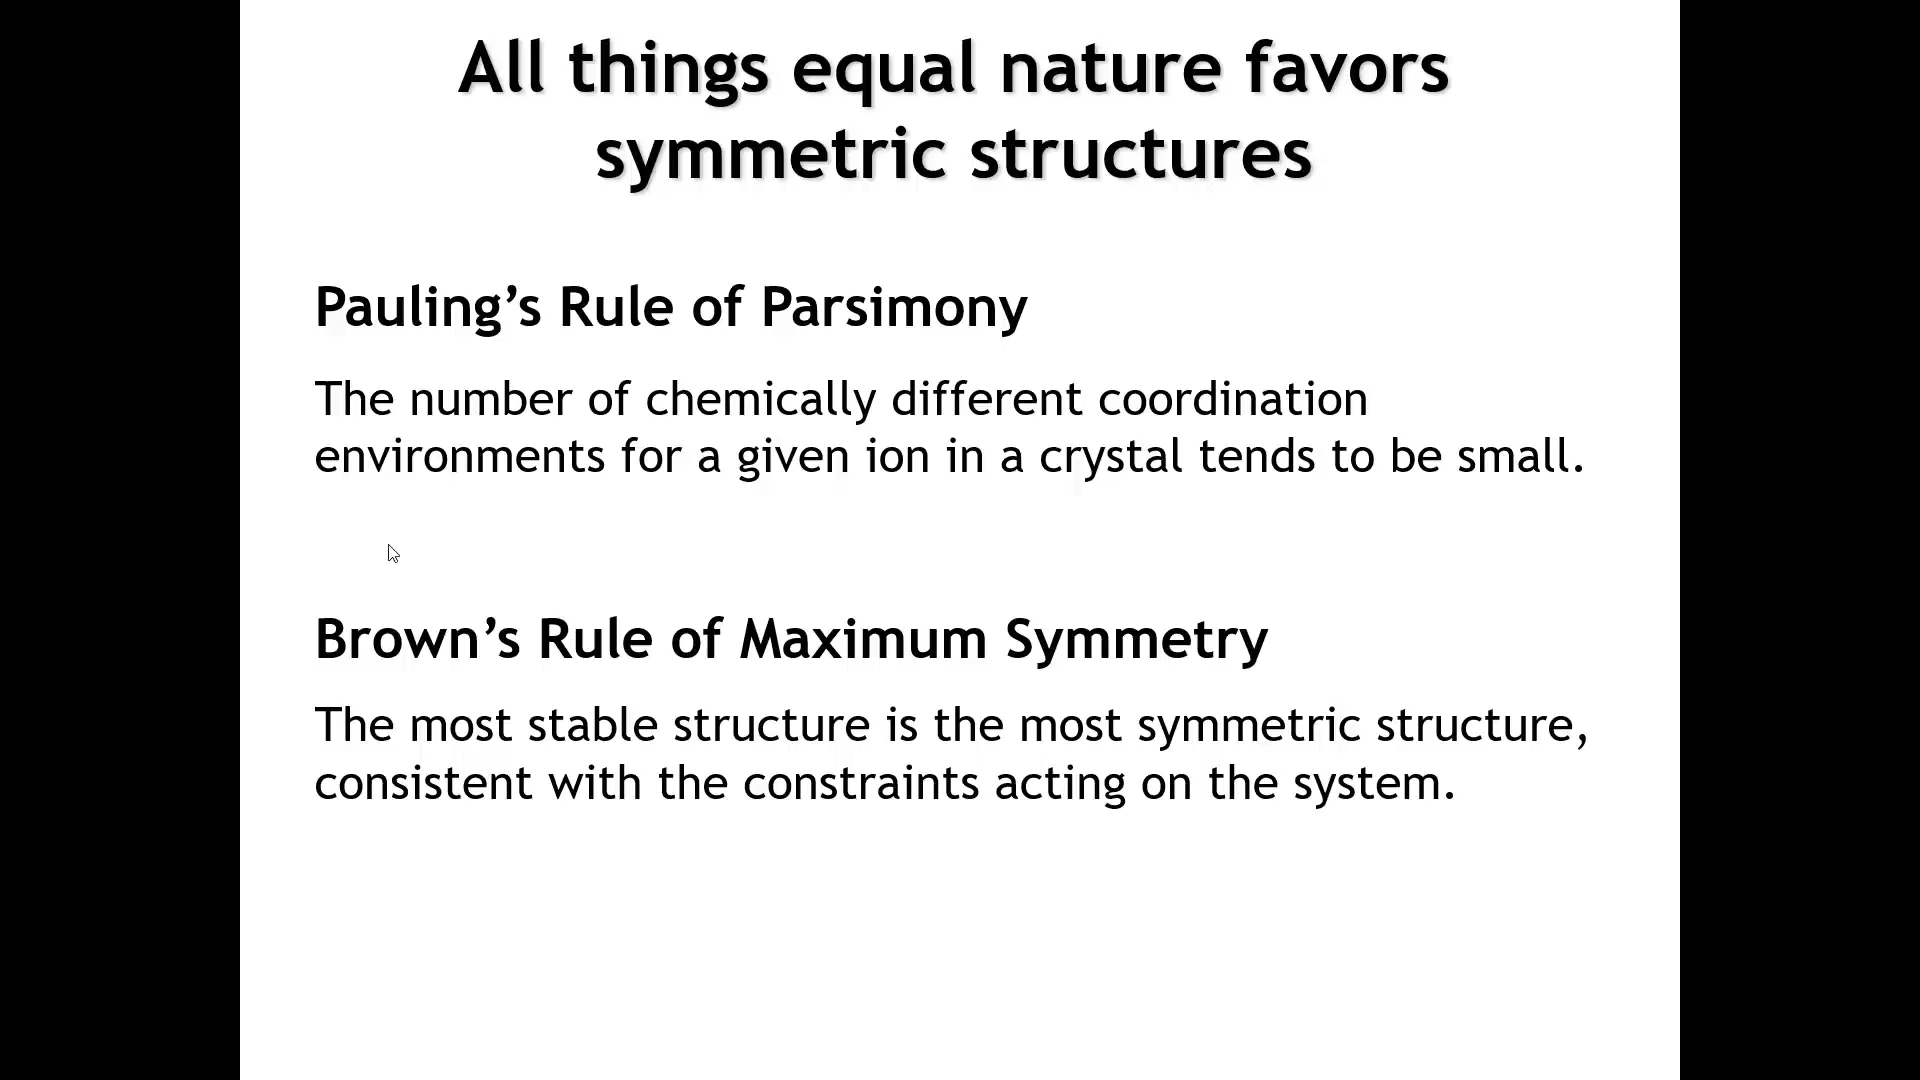 All things equal nature favors
symmetric structures
Pauling’s Rule of Parsimony
The number of chemically different coordination
environments for a given ion in a crystal tends to be small.
Brown’s Rule of Maximum Symmetry
The most stable structure is the most symmetric structure,
consistent with the constraints acting on the system.